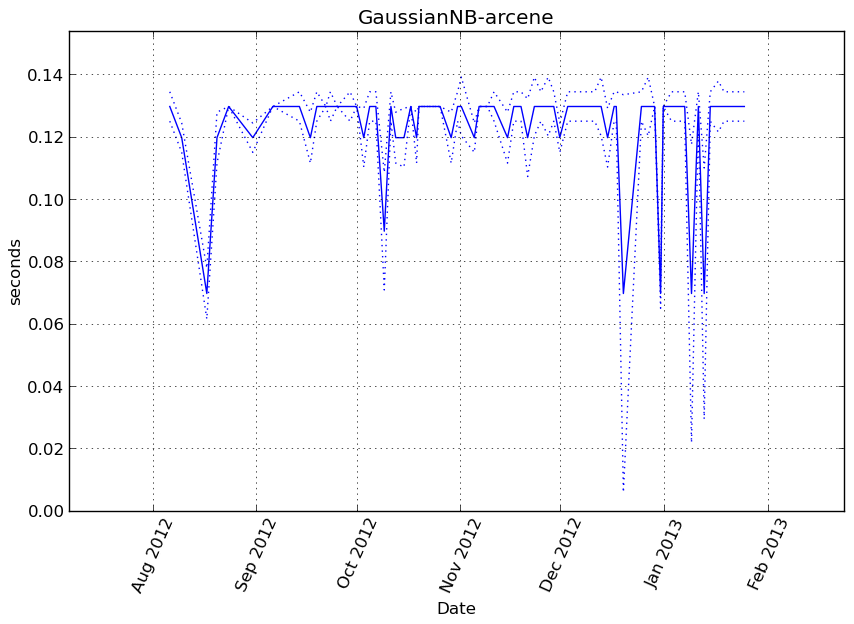 GaussianNB-arcene
seconds
0.14
0.12
0.10
0.08
0.06
0.04
0.02
0.00
Aug 2012
Sep 2012
Oct 2012
Nov 2012
Dec 2012
Jan 2013
Feb 2013
Date